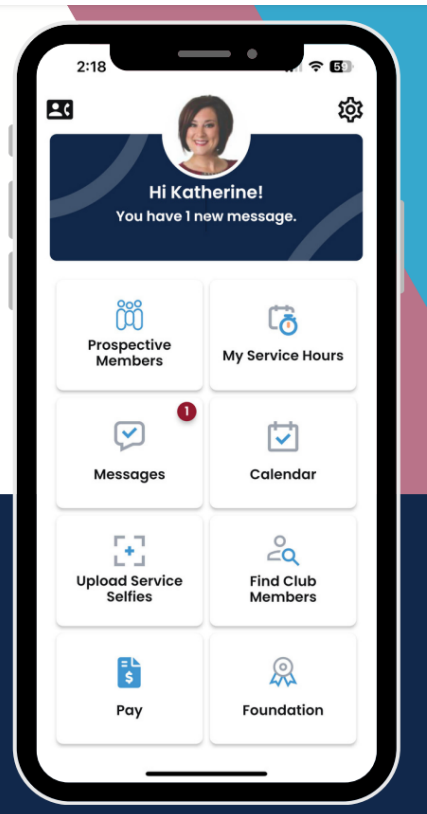 2:18
Hi Katherine!
You have 1 new message.
Prospective
Members
My Service Hours
1
Messages
Calendar
Upload Service
Selfies
Find Club
Members
$
Pay
Foundation